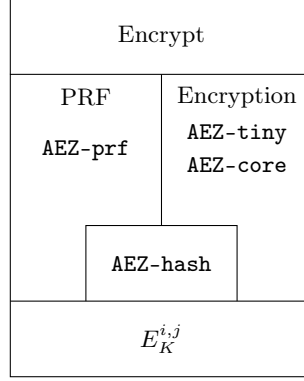 Encrypt
PRF
AEZ-prf
Encryption
AEZ-tiny
AEZ-core
AEZ-hash
$E_K^{i,j}$